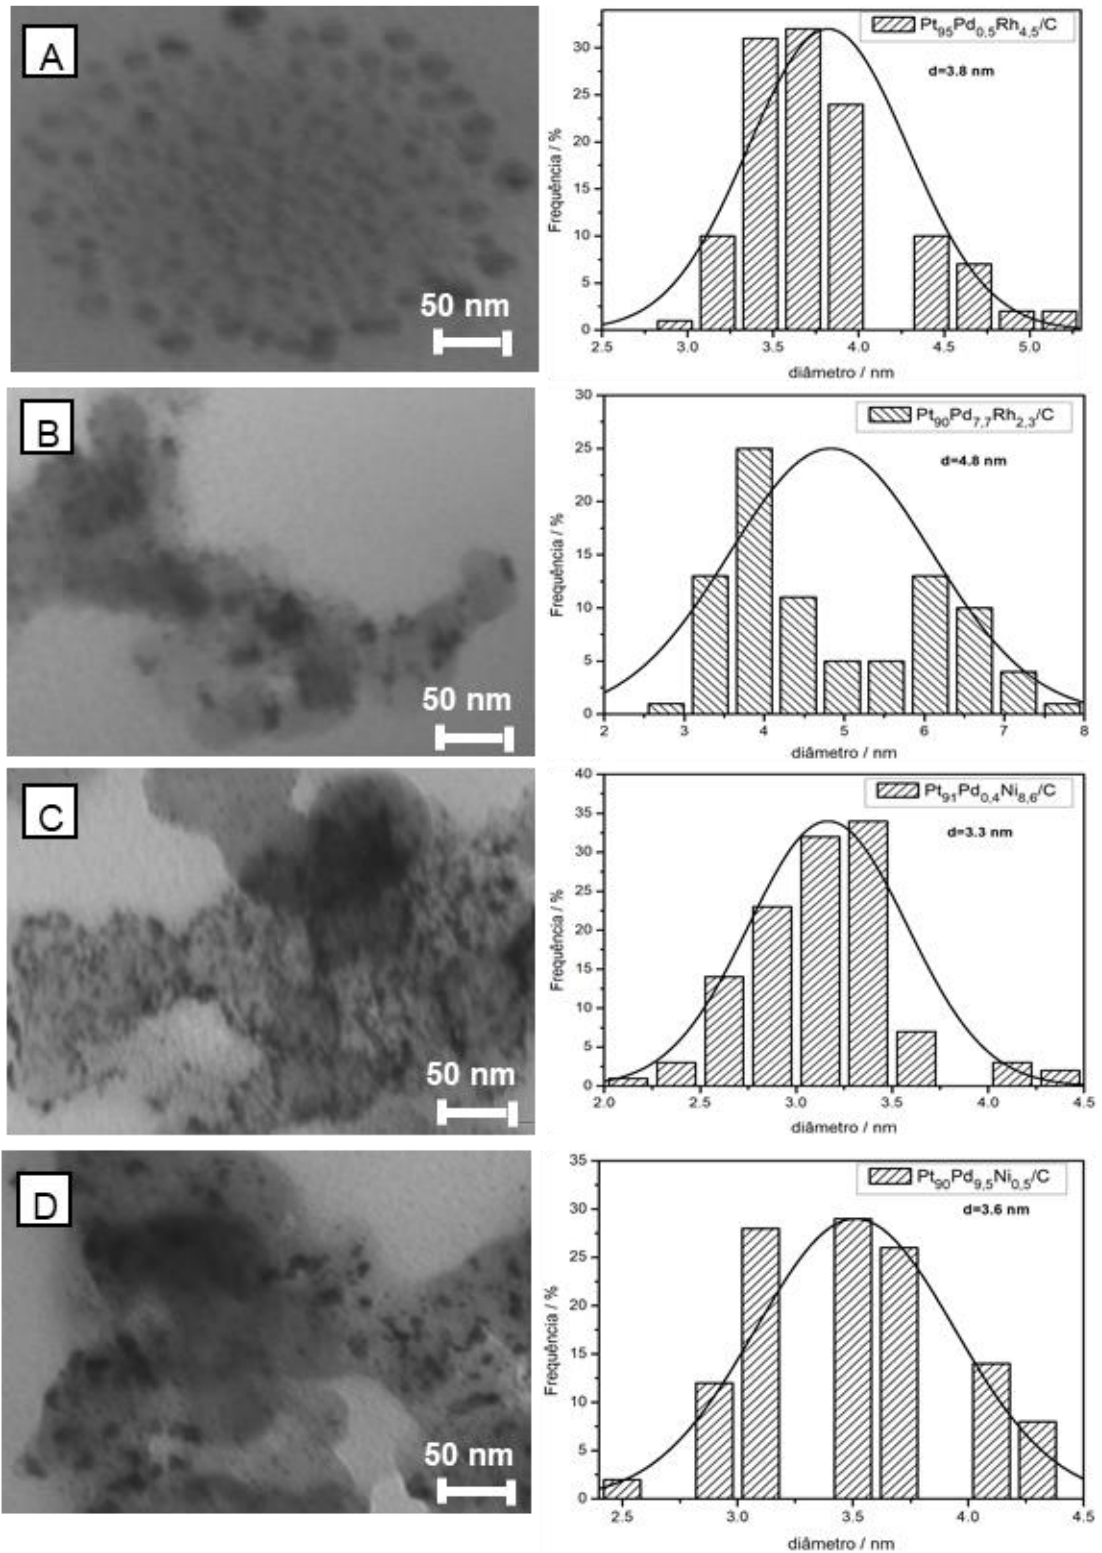 A
50 nm
Pt95Pd0,5Rh4,5/C
d=3.8 nm
Frequência / %
30
25
20
15
10
5
0
2.5 3.0 3.5 4.0 4.5 5.0
diâmetro / nm
B
50 nm
Pt90Pd7,7Rh2,3/C
d=4.8 nm
Frequência / %
30
25
20
15
10
5
0
2 3 4 5 6 7 8
diâmetro / nm
C
50 nm
Pt91Pd0,4Ni8,6/C
d=3.3 nm
Frequência / %
40
35
30
25
20
15
10
5
0
2.0 2.5 3.0 3.5 4.0 4.5
diâmetro / nm
D
50 nm
Pt90Pd9,5Ni0,5/C
d=3.6 nm
Frequência / %
35
30
25
20
15
10
5
0
2.5 3.0 3.5 4.0 4.5
diâmetro / nm